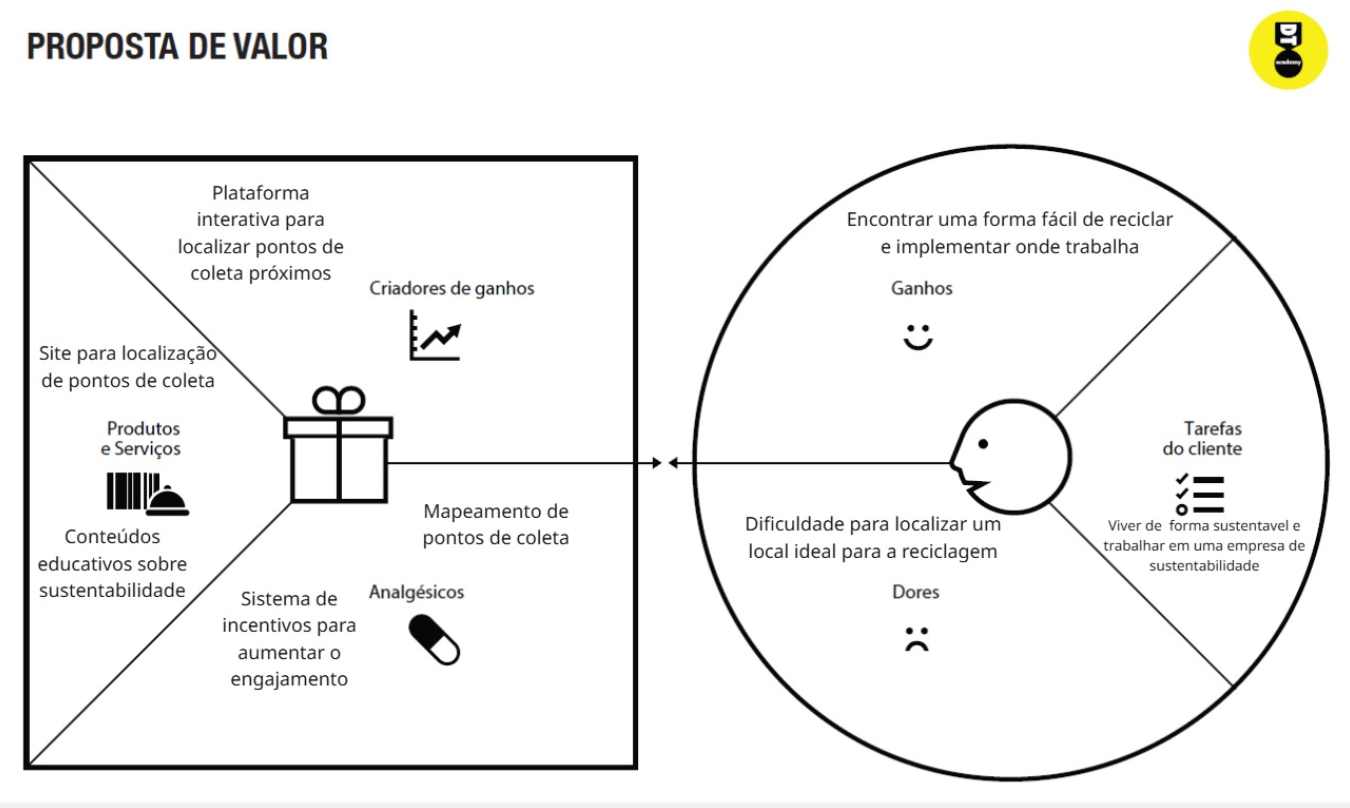 PROPOSTA DE VALOR
DT
academy
Plataforma
interativa para
localizar pontos de
coleta próximos
Criadores de ganhos
Site para localização
de pontos de coleta
Produtos
e Serviços
Conteúdos
educativos sobre
sustentabilidade
Mapeamento de
pontos de coleta
Analgésicos
Sistema de
incentivos para
aumentar o
engajamento
Encontrar uma forma fácil de reciclar
e implementar onde trabalha
Ganhos
Tarefas
do cliente
Viver de forma sustentavel e
trabalhar em uma empresa de
sustentabilidade
Dificuldade para localizar um
local ideal para a reciclagem
Dores